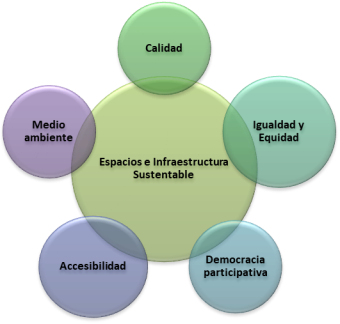 Calidad
Medio
ambiente
Igualdad y
Equidad
Espacios e Infraestructura
Sustentable
Accesibilidad
Democracia
participativa